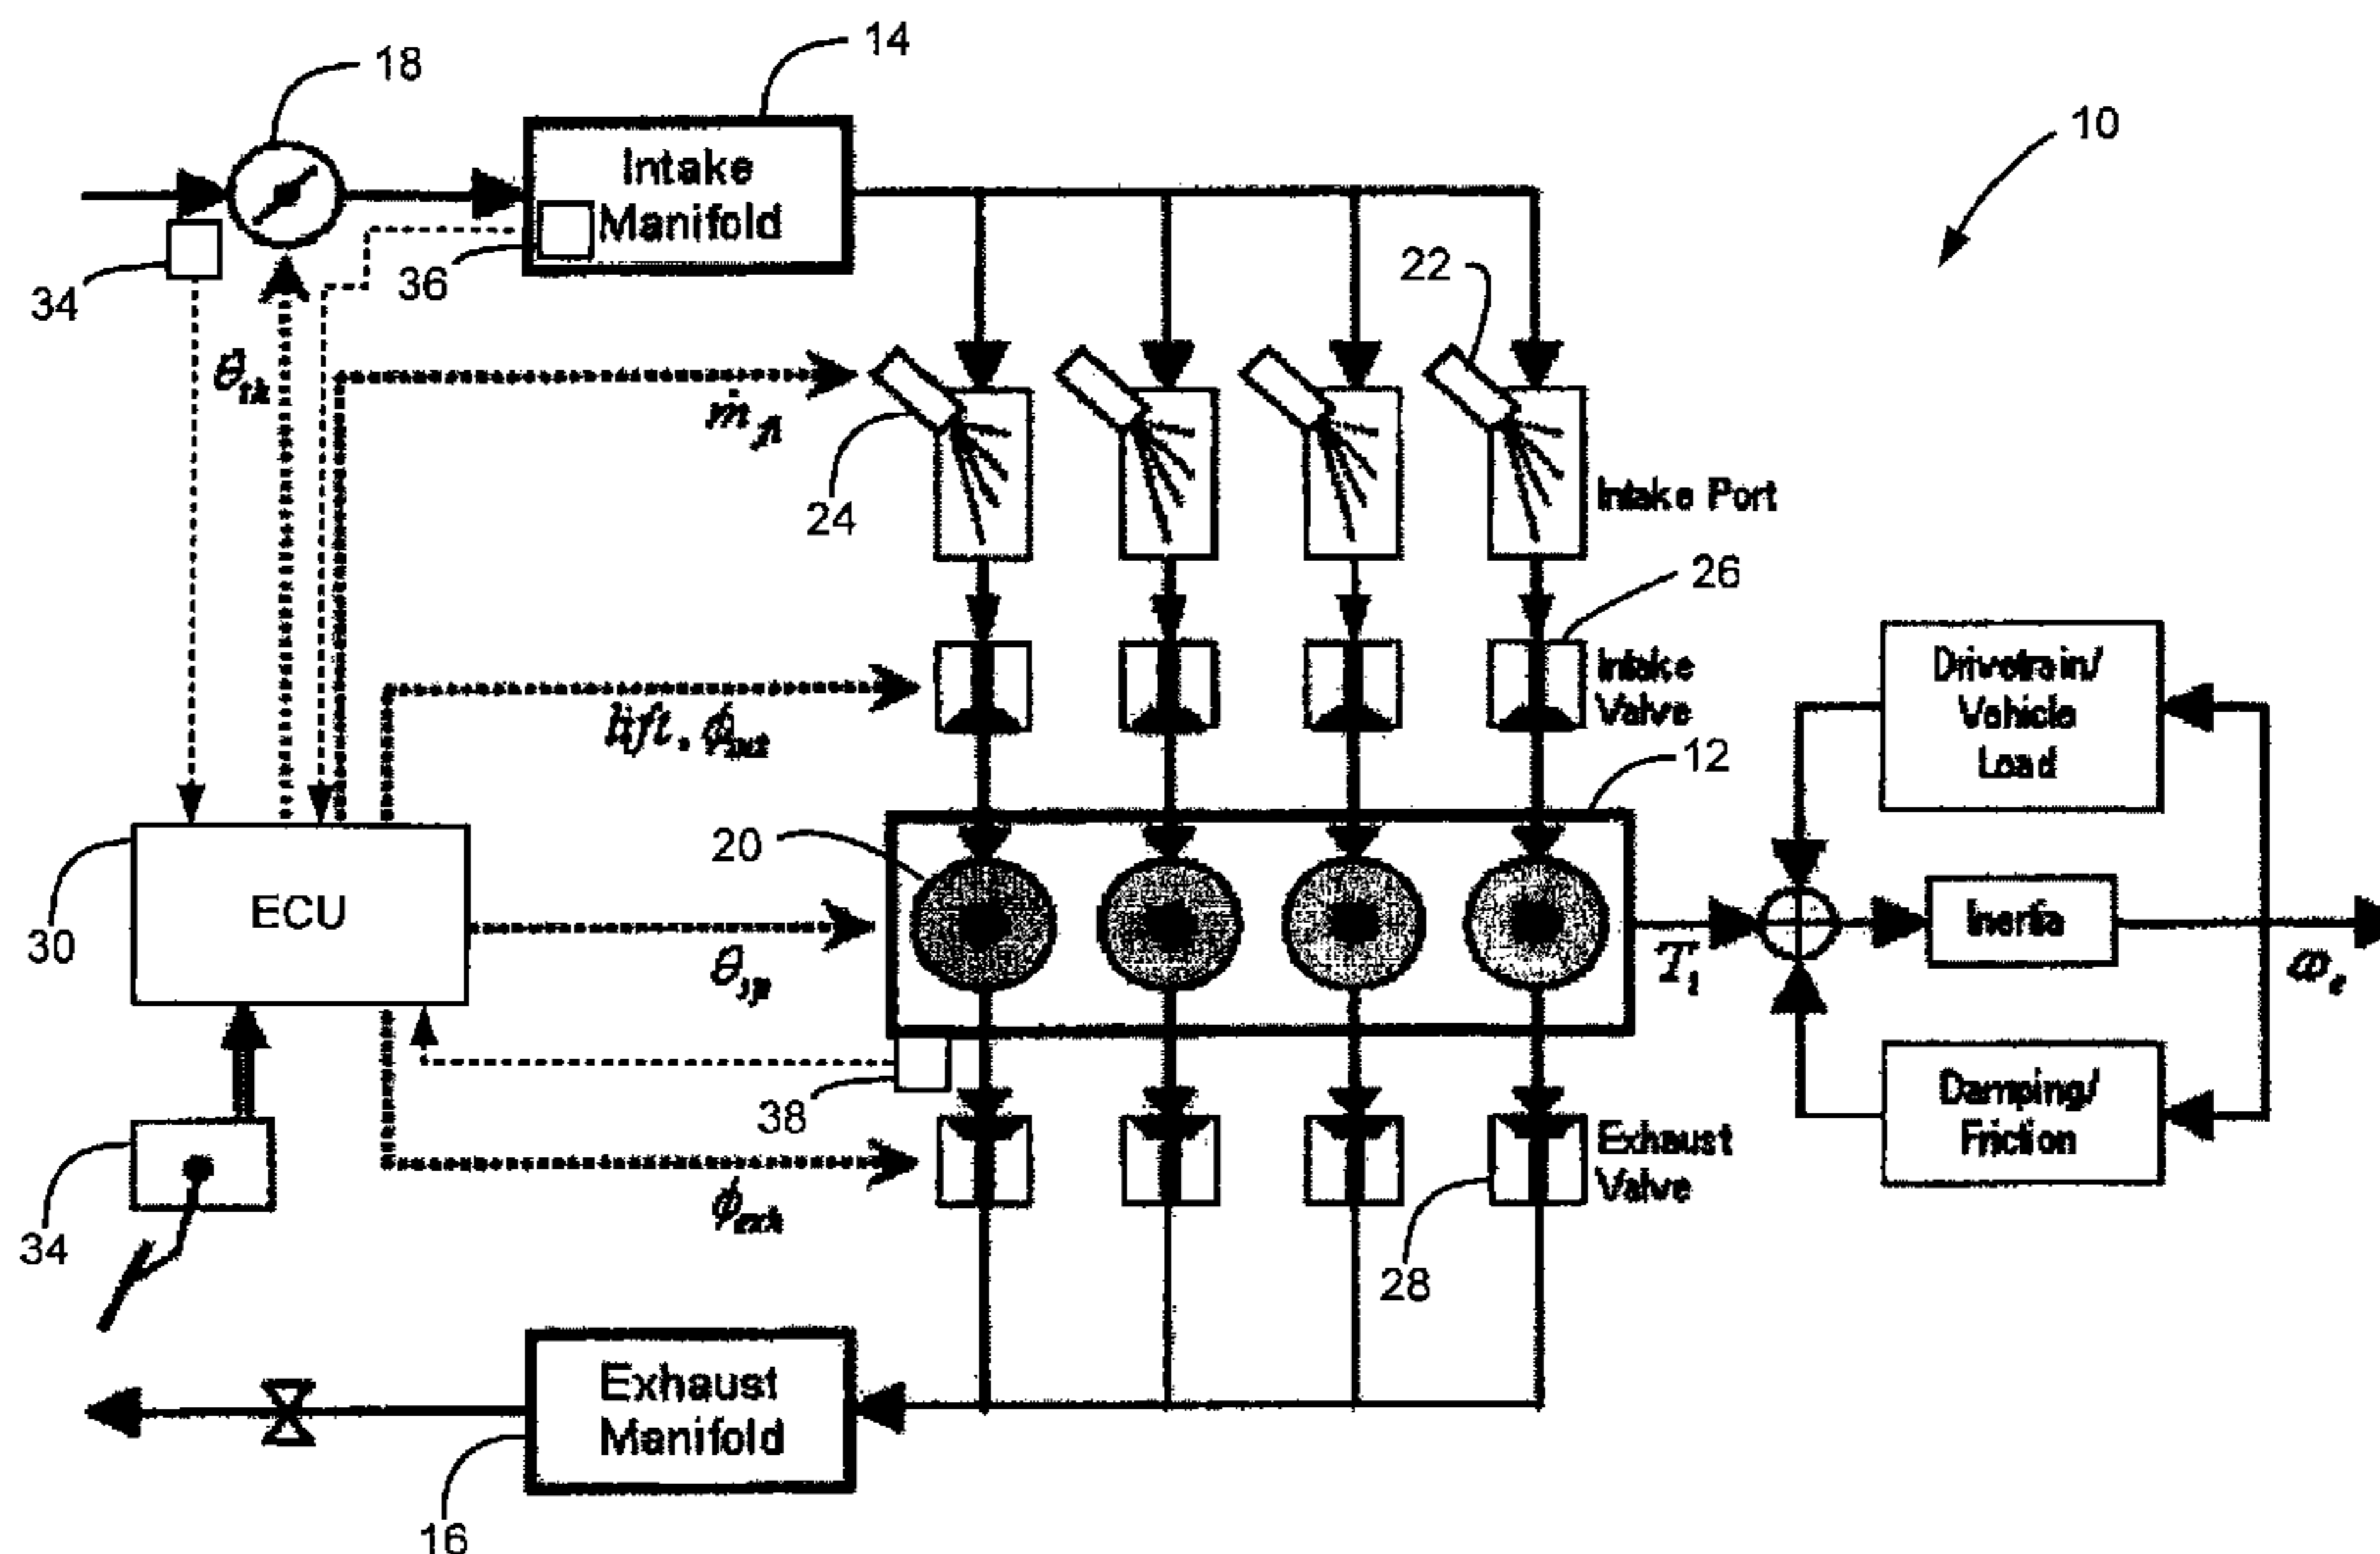 18
14
10
Intake
Manifold
34
36
22
θth
ṁfi
24
Intake Port
26
Intake
Valve
lift, ϕint
Drivetrain/
Vehicle
Load
12
20
30
ECU
θsp
Ti
Inertia
ωe
38
Damping/
Friction
Exhaust
Valve
ϕexh
34
28
Exhaust
Manifold
16